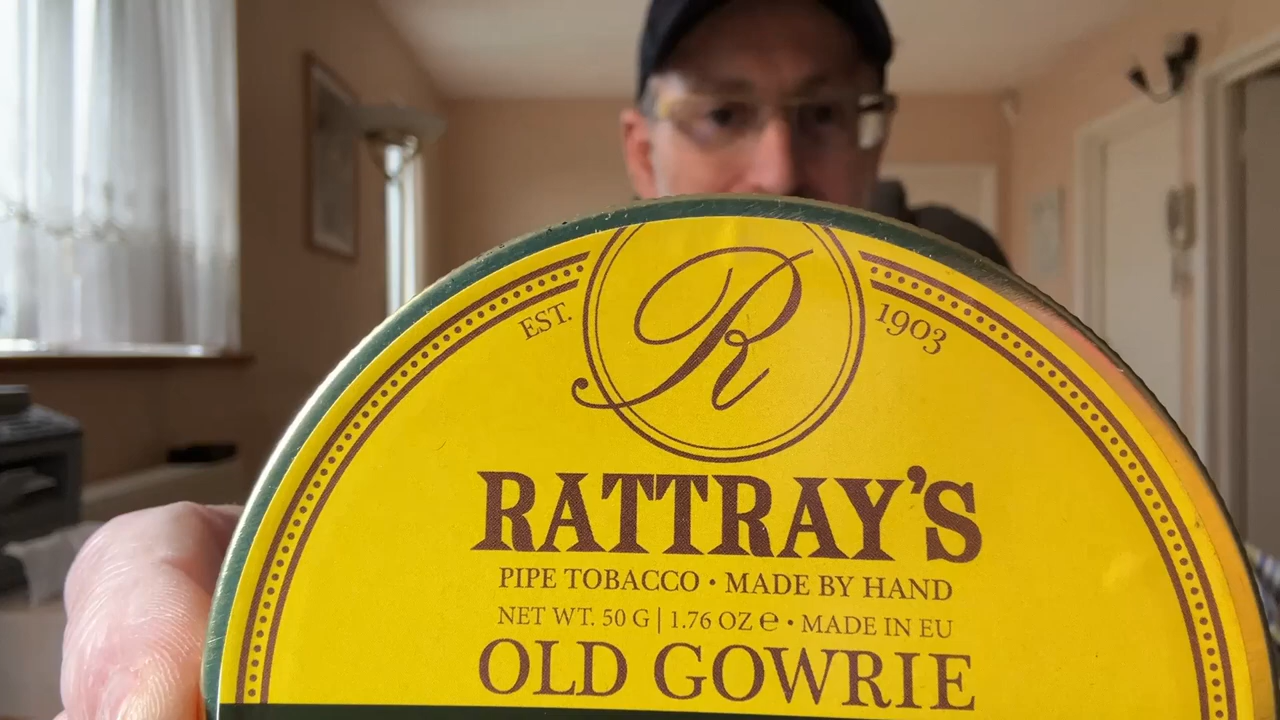 R
EST. 1903
RATTRAY'S
PIPE TOBACCO • MADE BY HAND
NET WT. 50 G | 1.76 OZ ℮ • MADE IN EU
OLD GOWRIE